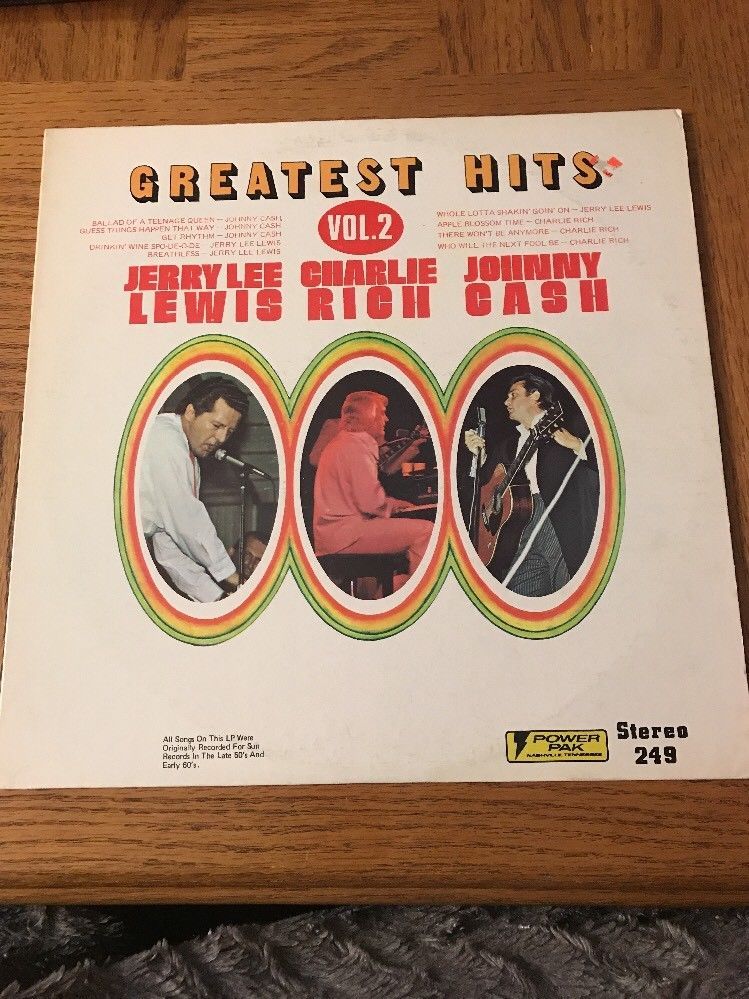 GREATEST HITS
VOL.2
BALLAD OF A TEENAGE QUEEN — JOHNNY CASH
GUESS THINGS HAPPEN THAT WAY — JOHNNY CASH
GET RHYTHM — JOHNNY CASH
DRINKIN' WINE SPO-DE-O-DE — JERRY LEE LEWIS
BREATHLESS — JERRY LEE LEWIS
WHOLE LOTTA SHAKIN' GOIN' ON — JERRY LEE LEWIS
APPLE BLOSSOM TIME — CHARLIE RICH
THERE WON'T BE ANYMORE — CHARLIE RICH
WHO WILL THE NEXT FOOL BE — CHARLIE RICH
JERRY LEE
LEWIS
CHARLIE
RICH
JOHNNY
CASH
All Songs On This LP Were
Originally Recorded For Sun
Records In The Late 50's And
Early 60's.
POWER
PAK
NASHVILLE, TENNESSEE
Stereo
249